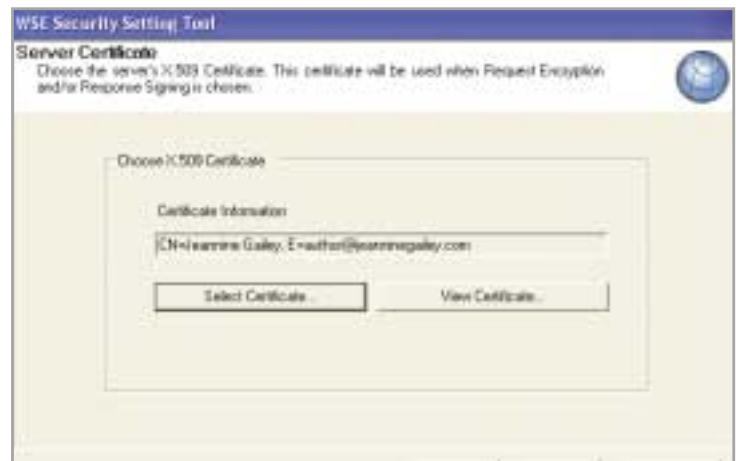 WSE Security Setting Tool
Server Certificate
Choose the server's X.509 Certificate. This certificate will be used when Request Encryption
and/or Response Signing is chosen.
Choose X.509 Certificate
Certificate Information
CN=Jeannine Gailey, E=author@jeanninegailey.com
Select Certificate...
View Certificate...